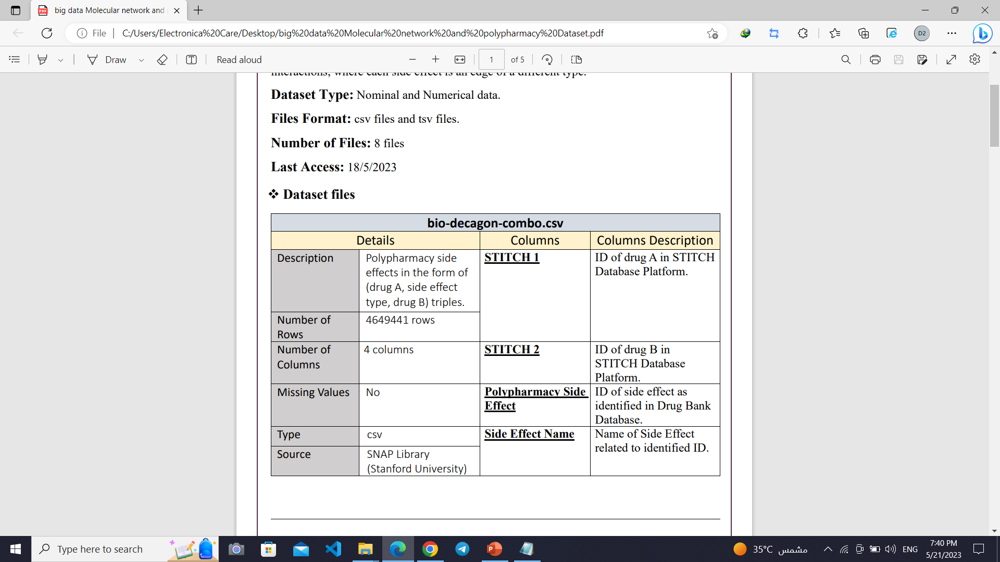 big data Molecular network and
File
C:/Users/Electronica%20Care/Desktop/big%20data%20Molecular%20network%20and%20polypharmacy%20Dataset.pdf
D2
Draw
Read aloud
1
of 5
interactions, where each side effect is an edge of a different type.
Dataset Type: Nominal and Numerical data.
Files Format: csv files and tsv files.
Number of Files: 8 files
Last Access: 18/5/2023
❖ Dataset files
bio-decagon-combo.csv
Details
Columns
Columns Description
Description
Polypharmacy side
effects in the form of
(drug A, side effect
type, drug B) triples.
STITCH 1
ID of drug A in STITCH
Database Platform.
Number of
Rows
4649441 rows
Number of
Columns
4 columns
STITCH 2
ID of drug B in
STITCH Database
Platform.
Missing Values
No
Polypharmacy Side
Effect
ID of side effect as
identified in Drug Bank
Database.
Type
csv
Side Effect Name
Name of Side Effect
related to identified ID.
Source
SNAP Library
(Stanford University)
Type here to search
35°C مشمس
ENG
7:40 PM
5/21/2023